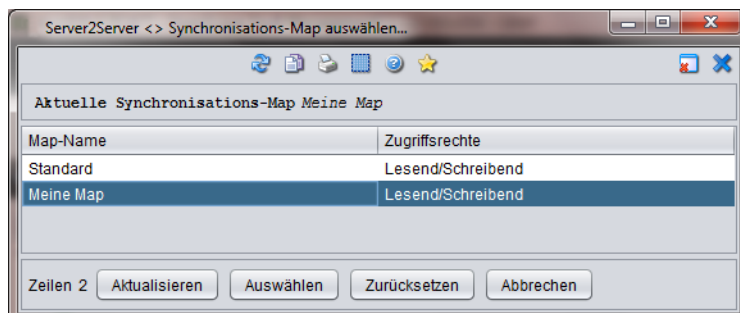 Server2Server <> Synchronisations-Map auswählen...
Aktuelle Synchronisations-Map Meine Map
Map-Name Zugriffsrechte
Standard Lesend/Schreibend
Meine Map Lesend/Schreibend
Zeilen 2 Aktualisieren Auswählen Zurücksetzen Abbrechen